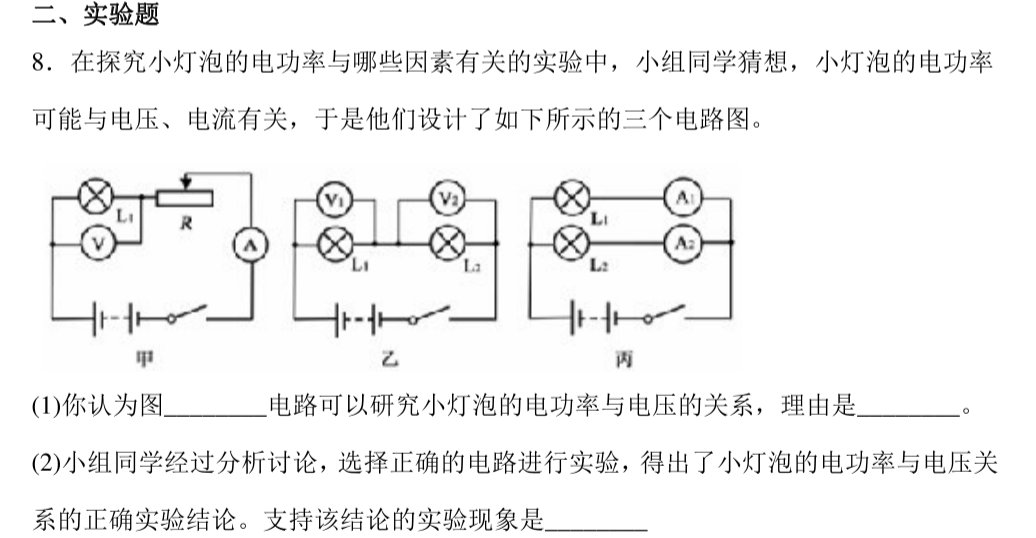 二、实验题
8．在探究小灯泡的电功率与哪些因素有关的实验中，小组同学猜想，小灯泡的电功率
可能与电压、电流有关，于是他们设计了如下所示的三个电路图。
V₁ V₂ A₁
L₁ R L₁
V A L₁ L₂ A₂
L₂
甲 乙 丙
(1)你认为图________电路可以研究小灯泡的电功率与电压的关系，理由是________。
(2)小组同学经过分析讨论，选择正确的电路进行实验，得出了小灯泡的电功率与电压关
系的正确实验结论。支持该结论的实验现象是________